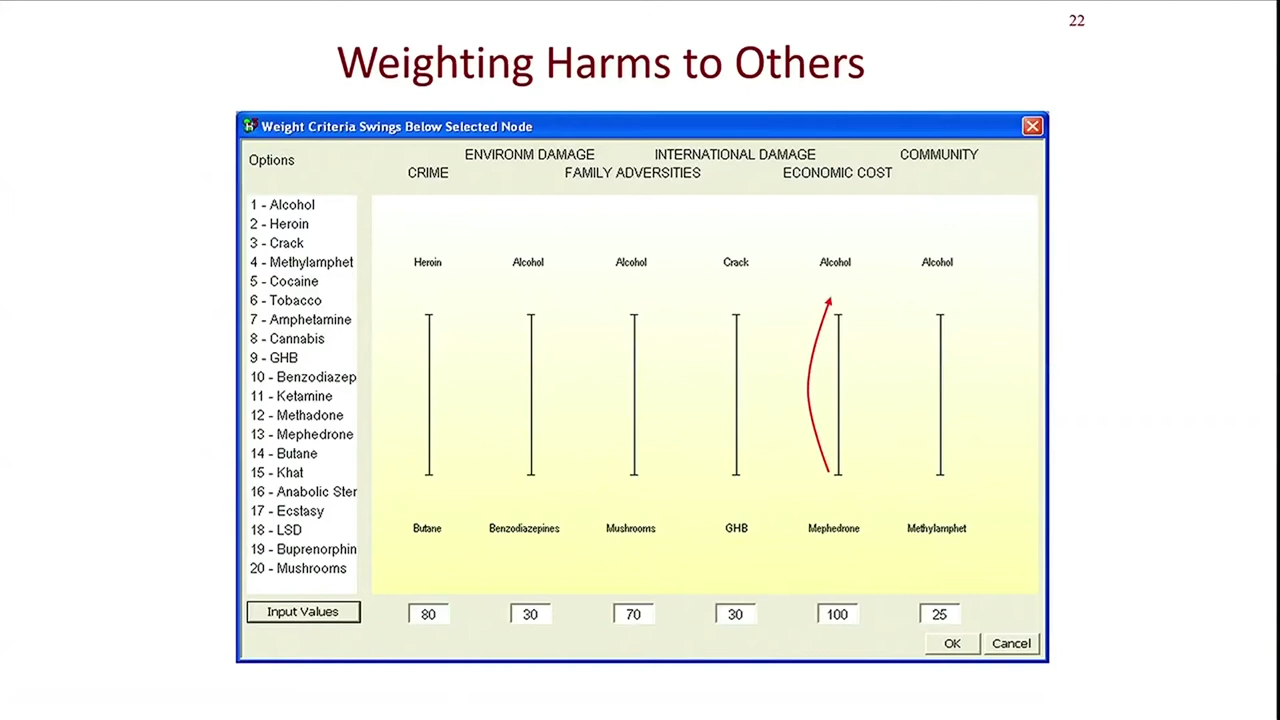 22
Weighting Harms to Others
Weight Criteria Swings Below Selected Node
Options
ENVIRONM DAMAGE INTERNATIONAL DAMAGE COMMUNITY
CRIME FAMILY ADVERSITIES ECONOMIC COST
1 - Alcohol
2 - Heroin
3 - Crack
4 - Methylamphet
5 - Cocaine
6 - Tobacco
7 - Amphetamine
8 - Cannabis
9 - GHB
10 - Benzodiazep
11 - Ketamine
12 - Methadone
13 - Mephedrone
14 - Butane
15 - Khat
16 - Anabolic Ster
17 - Ecstasy
18 - LSD
19 - Buprenorphin
20 - Mushrooms
Heroin Alcohol Alcohol Crack Alcohol Alcohol
Butane Benzodiazepines Mushrooms GHB Mephedrone Methylamphet
Input Values 80 30 70 30 100 25
OK Cancel